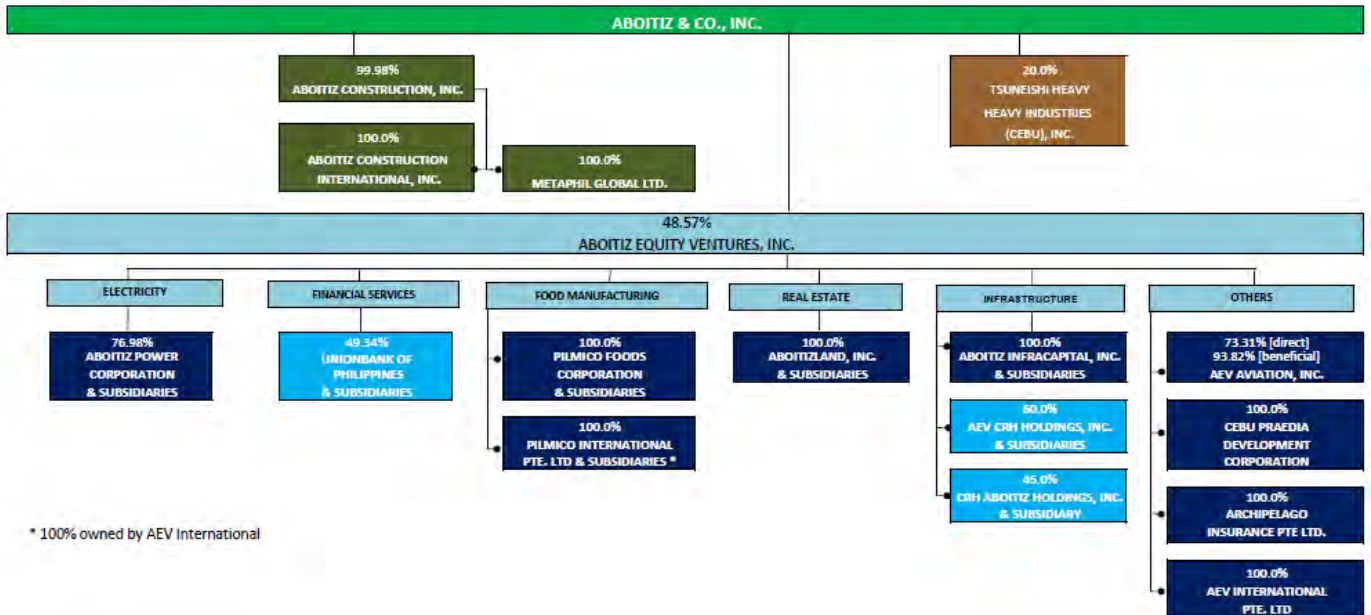 ABOITIZ & CO., INC.
99.98%
ABOITIZ CONSTRUCTION, INC.
20.0%
TSUNEISHI HEAVY
HEAVY INDUSTRIES
(CEBU), INC.
100.0%
ABOITIZ CONSTRUCTION
INTERNATIONAL, INC.
100.0%
METAPHIL GLOBAL LTD.
48.57%
ABOITIZ EQUITY VENTURES, INC.
ELECTRICITY
76.98%
ABOITIZ POWER
CORPORATION
& SUBSIDIARIES
FINANCIAL SERVICES
49.34%
UNIONBANK OF
PHILIPPINES
& SUBSIDIARIES
FOOD MANUFACTURING
100.0%
PILMICO FOODS
CORPORATION
& SUBSIDIARIES
100.0%
PILMICO INTERNATIONAL
PTE. LTD & SUBSIDIARIES *
REAL ESTATE
100.0%
ABOITIZLAND, INC.
& SUBSIDIARIES
INFRASTRUCTURE
100.0%
ABOITIZ INFRACAPITAL, INC.
& SUBSIDIARIES
AEV CRH HOLDINGS, INC.
& SUBSIDIARIES
45.0%
CRH ABOITIZ HOLDINGS, INC.
& SUBSIDIARY
OTHERS
73.31% [direct]
93.82% [beneficial]
AEV AVIATION, INC.
100.0%
CEBU PRAEDIA
DEVELOPMENT
CORPORATION
100.0%
ARCHIPELAGO
INSURANCE PTE LTD.
100.0%
AEV INTERNATIONAL
PTE. LTD
* 100% owned by AEV International